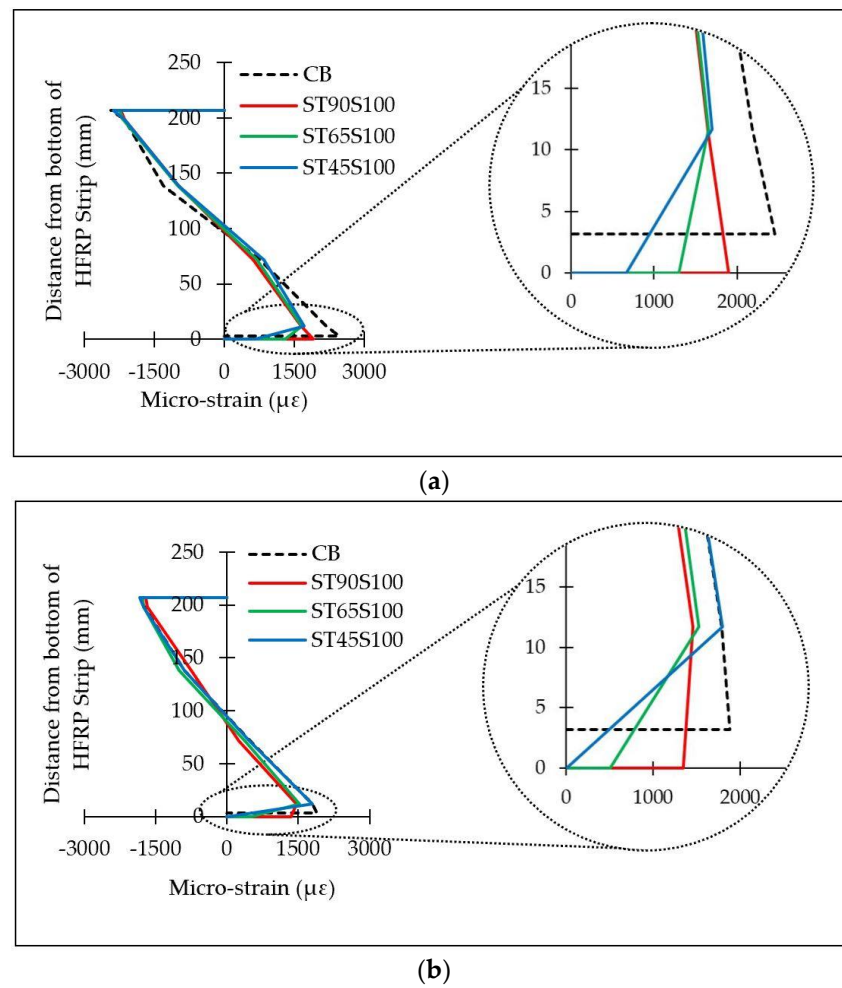 Distance from bottom of
HFRP Strip (mm)
250
200
150
100
50
0
-3000
-1500
0
1500
3000
Micro-strain (με)
CB
ST90S100
ST65S100
ST45S100
15
10
5
0
0
1000
2000
(a)
Distance from bottom of
HFRP Strip (mm)
250
200
150
100
50
0
-3000
-1500
0
1500
3000
Micro-strain (με)
CB
ST90S100
ST65S100
ST45S100
15
10
5
0
0
1000
2000
(b)